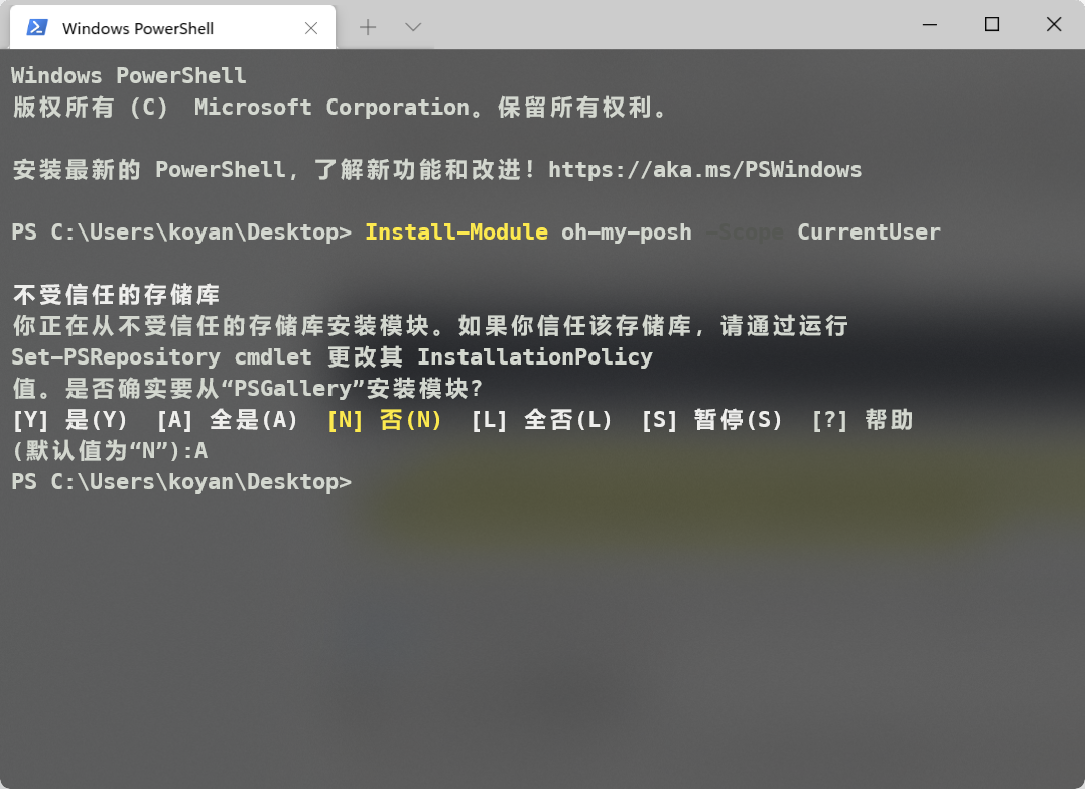 Windows PowerShell
Windows PowerShell
版权所有 (C)  Microsoft Corporation。保留所有权利。
安装最新的 PowerShell，了解新功能和改进！https://aka.ms/PSWindows
PS C:\Users\koyan\Desktop> Install-Module oh-my-posh -Scope CurrentUser
不受信任的存储库
你正在从不受信任的存储库安装模块。如果你信任该存储库，请通过运行
Set-PSRepository cmdlet 更改其 InstallationPolicy
值。是否确实要从“PSGallery”安装模块?
[Y] 是(Y)  [A] 全是(A)  [N] 否(N)  [L] 全否(L)  [S] 暂停(S)  [?] 帮助
(默认值为“N”):A
PS C:\Users\koyan\Desktop>